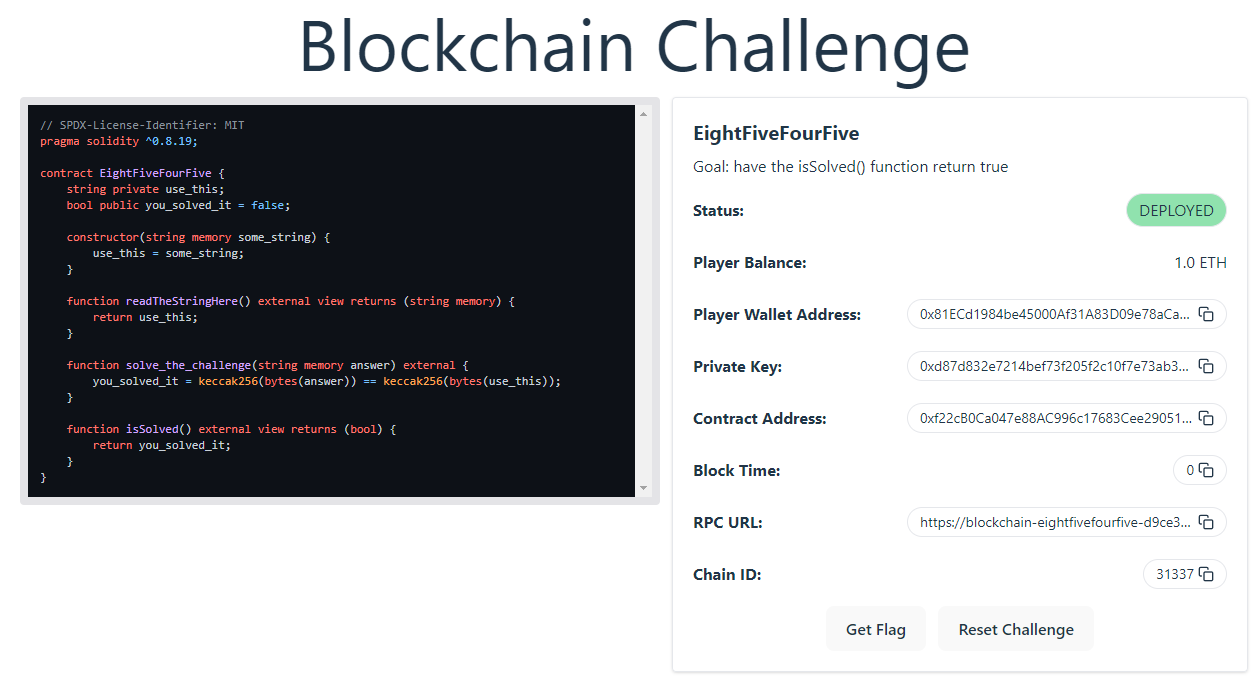 Blockchain Challenge
// SPDX-License-Identifier: MIT
pragma solidity ^0.8.19;
contract EightFiveFourFive {
    string private use_this;
    bool public you_solved_it = false;
    constructor(string memory some_string) {
        use_this = some_string;
    }
    function readTheStringHere() external view returns (string memory) {
        return use_this;
    }
    function solve_the_challenge(string memory answer) external {
        you_solved_it = keccak256(bytes(answer)) == keccak256(bytes(use_this));
    }
    function isSolved() external view returns (bool) {
        return you_solved_it;
    }
}
EightFiveFourFive
Goal: have the isSolved() function return true
Status: DEPLOYED
Player Balance: 1.0 ETH
Player Wallet Address: 0x81ECd1984be45000Af31A83D09e78aCa...
Private Key: 0xd87d832e7214bef73f205f2c10f7e73ab3...
Contract Address: 0xf22cB0Ca047e88AC996c17683Cee29051...
Block Time: 0
RPC URL: https://blockchain-eightfivefourfive-d9ce3...
Chain ID: 31337
Get Flag Reset Challenge